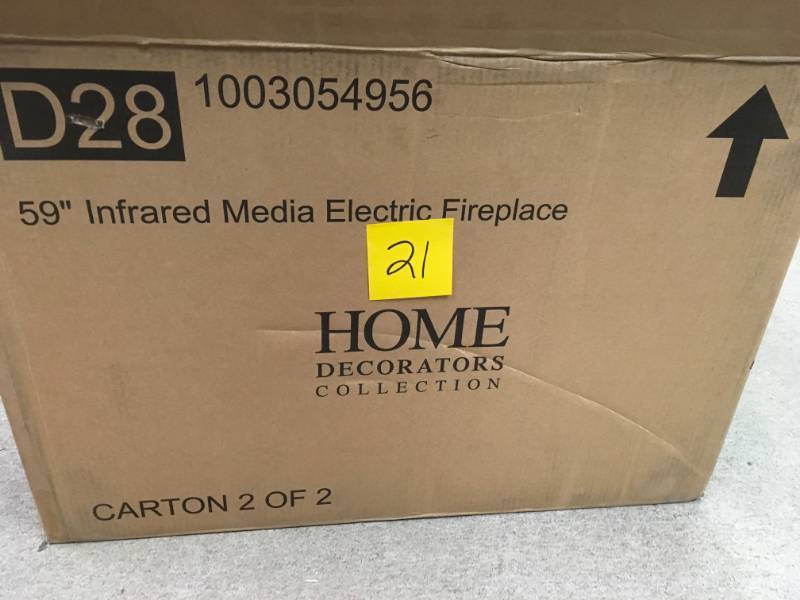 D28 1003054956
59" Infrared Media Electric Fireplace
21
HOME
DECORATORS
COLLECTION
CARTON 2 OF 2